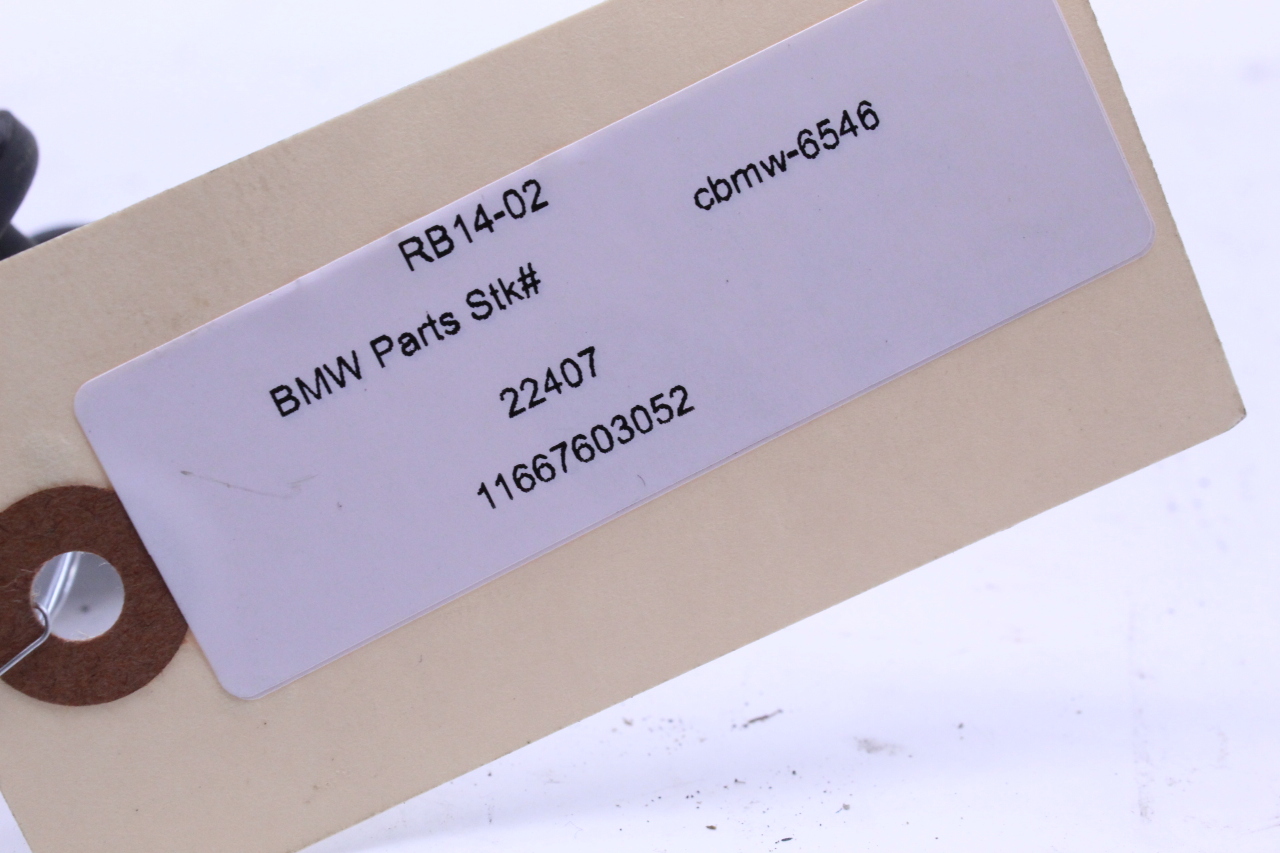 RB14-02 cbmw-6546
BMW Parts Stk#
22407
11667603052